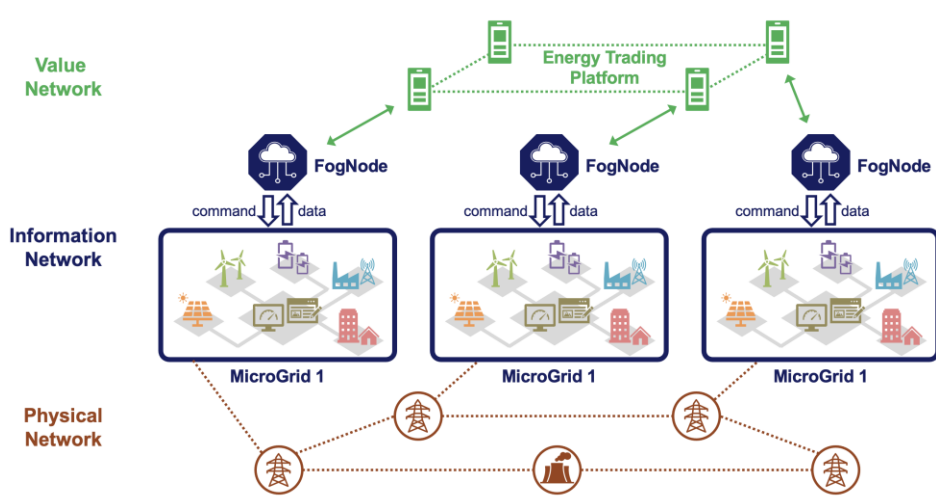 Value
Network
Energy Trading
Platform
FogNode
FogNode
FogNode
command
data
command
data
command
data
Information
Network
MicroGrid 1
MicroGrid 1
MicroGrid 1
Physical
Network